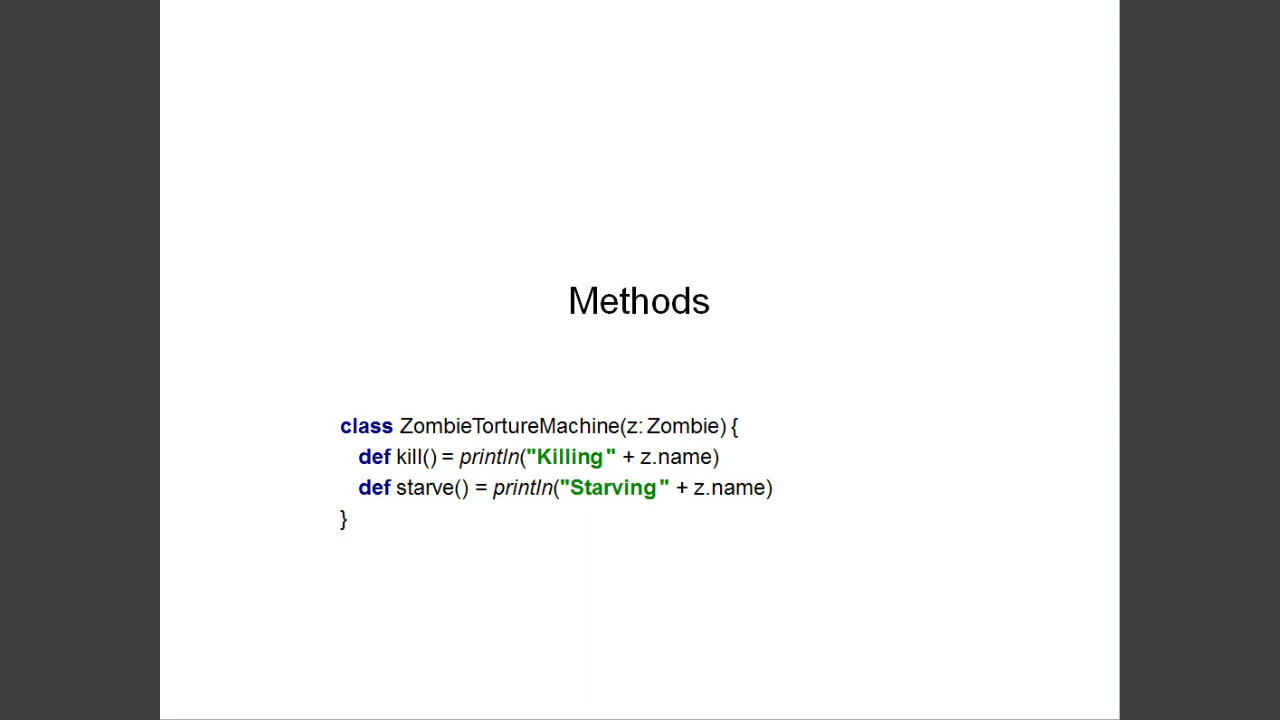 Methods
class ZombieTortureMachine(z: Zombie) {
def kill() = println("Killing " + z.name)
def starve() = println("Starving " + z.name)
}